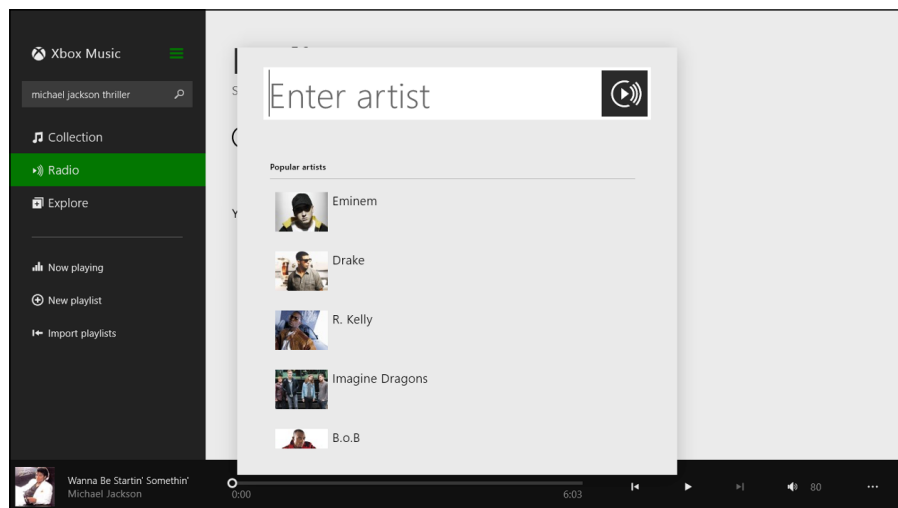 Xbox Music
michael jackson thriller
Collection
Radio
Explore
Now playing
New playlist
Import playlists
Enter artist
Popular artists
Eminem
Drake
R. Kelly
Imagine Dragons
B.o.B
Wanna Be Startin' Somethin'
Michael Jackson
0:00
6:03
80